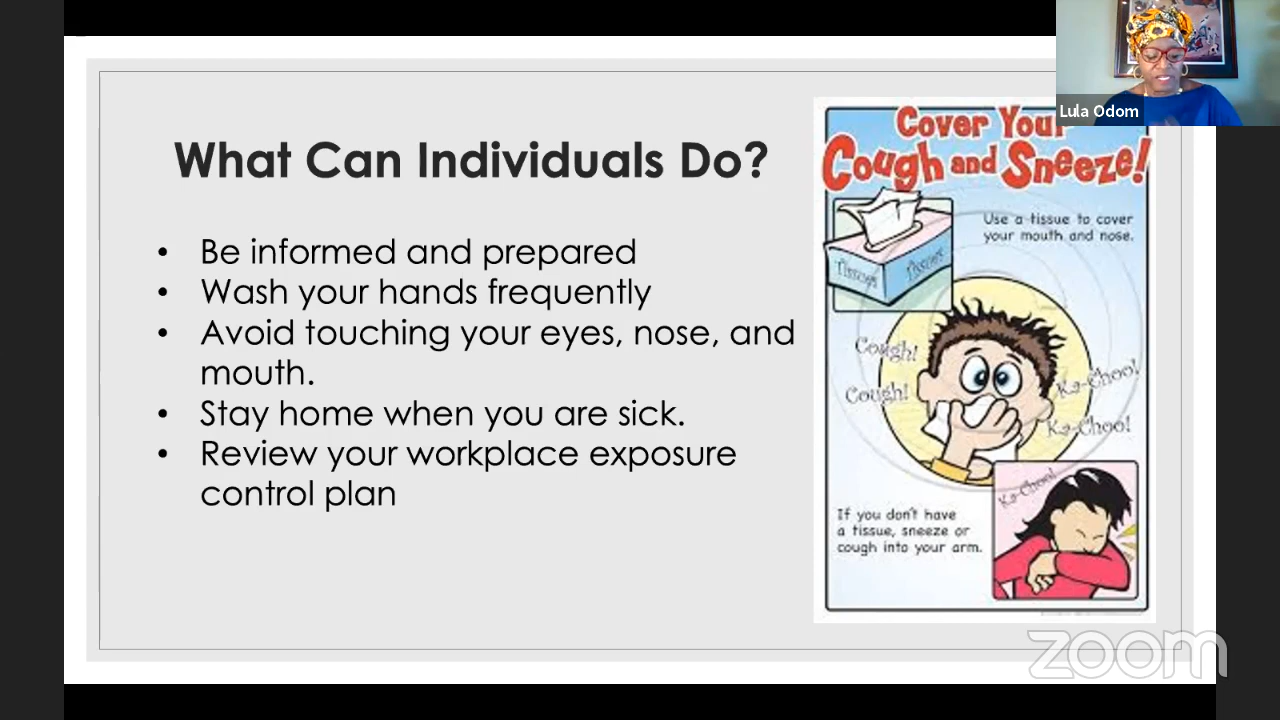 Lula Odom
What Can Individuals Do?
• Be informed and prepared
• Wash your hands frequently
• Avoid touching your eyes, nose, and
mouth.
• Stay home when you are sick.
• Review your workplace exposure
control plan
Cover Your
Cough and Sneeze!
Use a tissue to cover
your mouth and nose.
Tissues Tissues
Cough!
Cough!
Ka-Choo!
Ka-Choo!
Ka-Choo!
If you don't have
a tissue, sneeze or
cough into your arm.
zoom